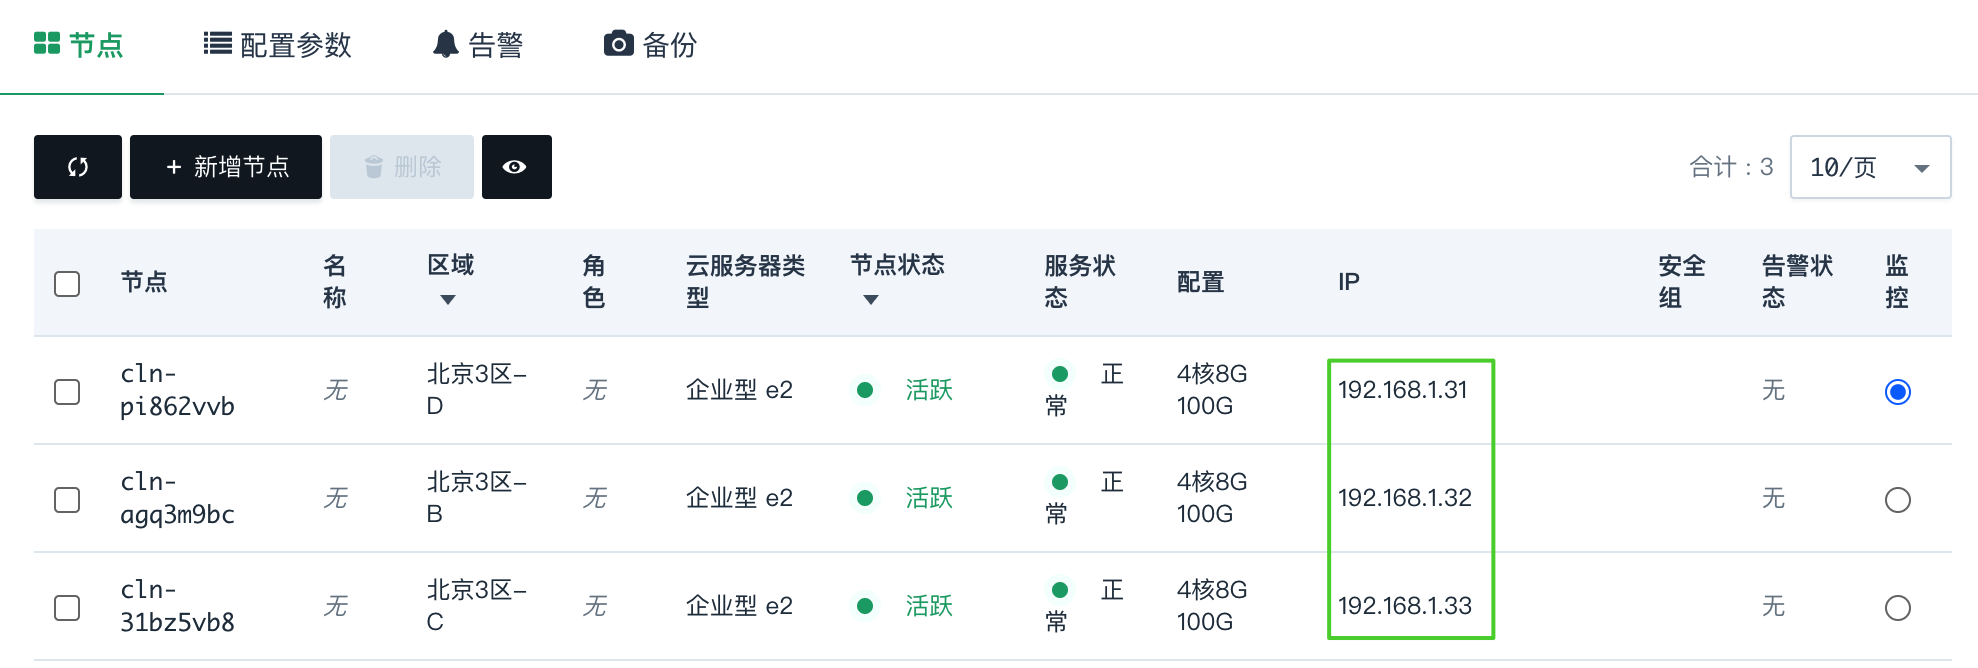 节点 配置参数 告警 备份
+ 新增节点 删除 合计：3 10/页
节点 名称 区域 角色 云服务器类型 节点状态 服务状态 配置 IP 安全组 告警状态 监控
cln-pi862vvb 无 北京3区-D 无 企业型 e2 活跃 正常 4核8G 100G 192.168.1.31 无
cln-agq3m9bc 无 北京3区-B 无 企业型 e2 活跃 正常 4核8G 100G 192.168.1.32 无
cln-31bz5vb8 无 北京3区-C 无 企业型 e2 活跃 正常 4核8G 100G 192.168.1.33 无